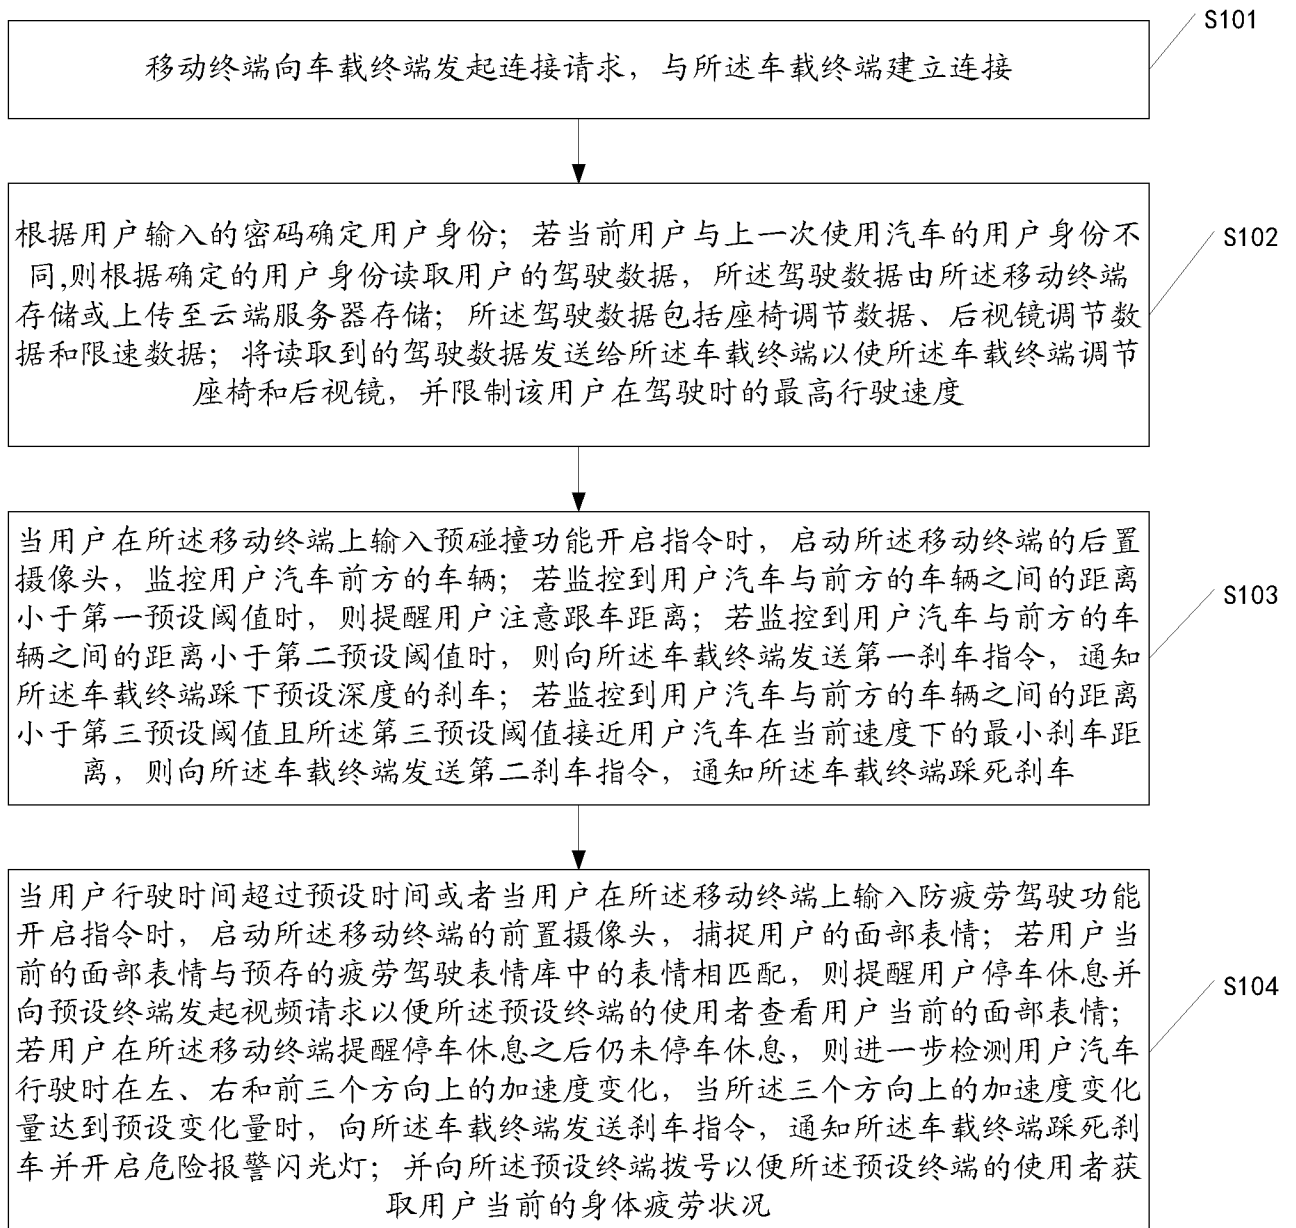 S101
移动终端向车载终端发起连接请求，与所述车载终端建立连接
S102
根据用户输入的密码确定用户身份；若当前用户与上一次使用汽车的用户身份不
同,则根据确定的用户身份读取用户的驾驶数据，所述驾驶数据由所述移动终端
存储或上传至云端服务器存储；所述驾驶数据包括座椅调节数据、后视镜调节数
据和限速数据；将读取到的驾驶数据发送给所述车载终端以使所述车载终端调节
座椅和后视镜，并限制该用户在驾驶时的最高行驶速度
S103
当用户在所述移动终端上输入预碰撞功能开启指令时，启动所述移动终端的后置
摄像头，监控用户汽车前方的车辆；若监控到用户汽车与前方的车辆之间的距离
小于第一预设阈值时，则提醒用户注意跟车距离；若监控到用户汽车与前方的车
辆之间的距离小于第二预设阈值时，则向所述车载终端发送第一刹车指令，通知
所述车载终端踩下预设深度的刹车；若监控到用户汽车与前方的车辆之间的距离
小于第三预设阈值且所述第三预设阈值接近用户汽车在当前速度下的最小刹车距
离，则向所述车载终端发送第二刹车指令，通知所述车载终端踩死刹车
S104
当用户行驶时间超过预设时间或者当用户在所述移动终端上输入防疲劳驾驶功能
开启指令时，启动所述移动终端的前置摄像头，捕捉用户的面部表情；若用户当
前的面部表情与预存的疲劳驾驶表情库中的表情相匹配，则提醒用户停车休息并
向预设终端发起视频请求以便所述预设终端的使用者查看用户当前的面部表情；
若用户在所述移动终端提醒停车休息之后仍未停车休息，则进一步检测用户汽车
行驶时在左、右和前三个方向上的加速度变化，当所述三个方向上的加速度变化
量达到预设变化量时，向所述车载终端发送刹车指令，通知所述车载终端踩死刹
车并开启危险报警闪光灯；并向所述预设终端拨号以便所述预设终端的使用者获
取用户当前的身体疲劳状况